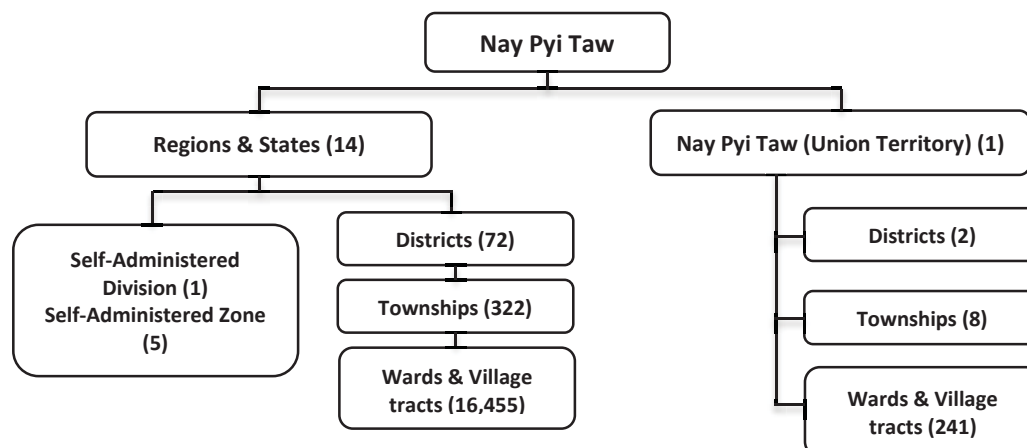 Nay Pyi Taw
Regions & States (14)
Nay Pyi Taw (Union Territory) (1)
Self-Administered
Division (1)
Self-Administered Zone
(5)
Districts (72)
Townships (322)
Wards & Village
tracts (16,455)
Districts (2)
Townships (8)
Wards & Village
tracts (241)